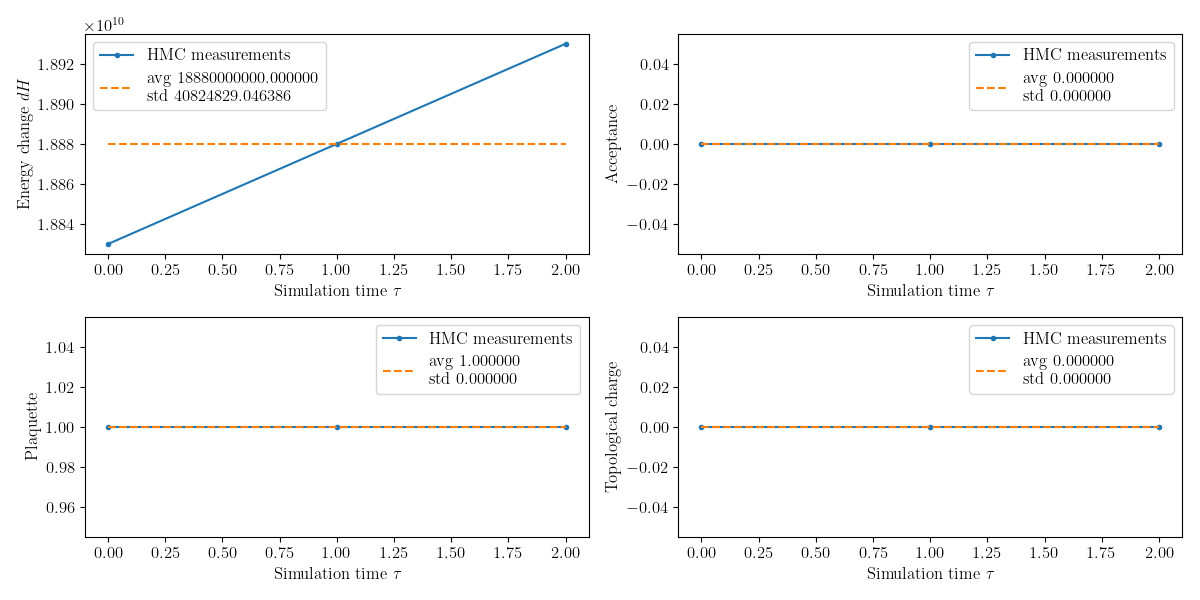 ×10^10
1.892
1.890
1.888
1.886
1.884
Energy change dH
HMC measurements
avg 18880000000.000000
std 40824829.046386
0.00 0.25 0.50 0.75 1.00 1.25 1.50 1.75 2.00
Simulation time τ
0.04
0.02
0.00
−0.02
−0.04
Acceptance
HMC measurements
avg 0.000000
std 0.000000
0.00 0.25 0.50 0.75 1.00 1.25 1.50 1.75 2.00
Simulation time τ
1.04
1.02
1.00
0.98
0.96
Plaquette
HMC measurements
avg 1.000000
std 0.000000
0.00 0.25 0.50 0.75 1.00 1.25 1.50 1.75 2.00
Simulation time τ
0.04
0.02
0.00
−0.02
−0.04
Topological charge
HMC measurements
avg 0.000000
std 0.000000
0.00 0.25 0.50 0.75 1.00 1.25 1.50 1.75 2.00
Simulation time τ